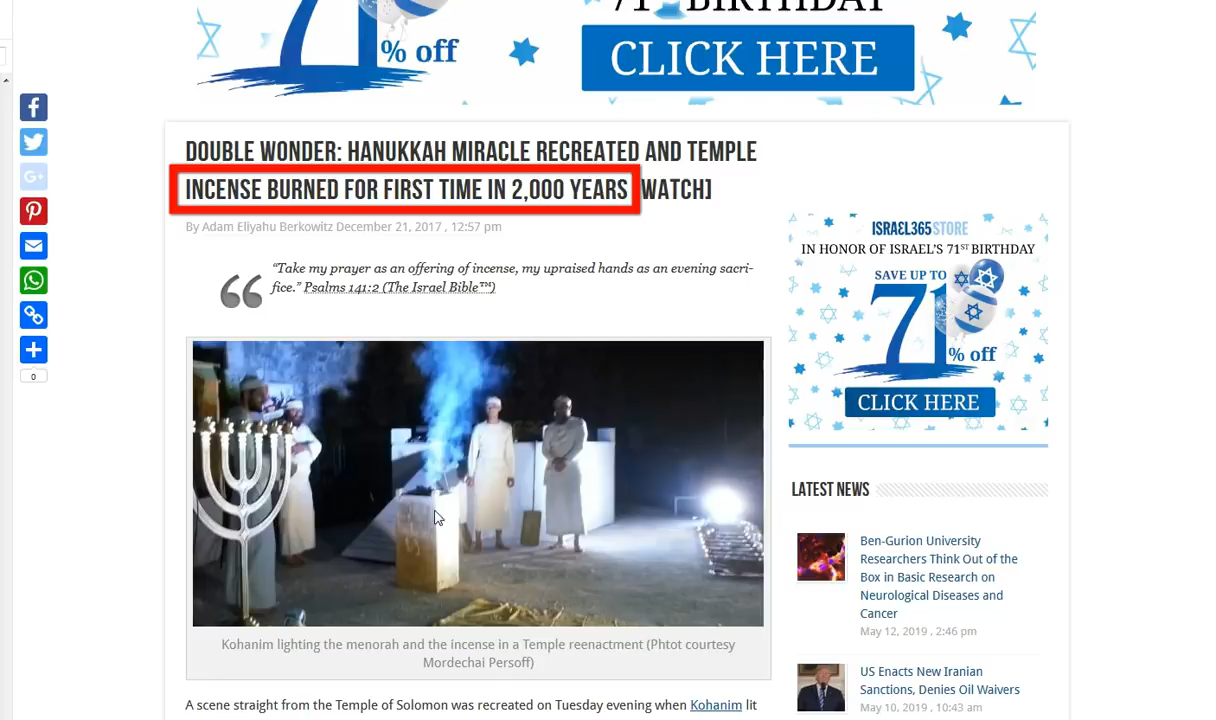 71ST BIRTHDAY
71
% off
CLICK HERE
DOUBLE WONDER: HANUKKAH MIRACLE RECREATED AND TEMPLE
INCENSE BURNED FOR FIRST TIME IN 2,000 YEARS WATCH]
By Adam Eliyahu Berkowitz December 21, 2017 , 12:57 pm
“Take my prayer as an offering of incense, my upraised hands as an evening sacri-
fice.” Psalms 141:2 (The Israel Bible™)
0
Kohanim lighting the menorah and the incense in a Temple reenactment (Phtot courtesy
Mordechai Persoff)
A scene straight from the Temple of Solomon was recreated on Tuesday evening when Kohanim lit
ISRAEL365 STORE
IN HONOR OF ISRAEL'S 71ST BIRTHDAY
SAVE UP TO
71
% off
CLICK HERE
LATEST NEWS
Ben-Gurion University
Researchers Think Out of the
Box in Basic Research on
Neurological Diseases and
Cancer
May 12, 2019 , 2:46 pm
US Enacts New Iranian
Sanctions, Denies Oil Waivers
May 10, 2019 , 10:43 am